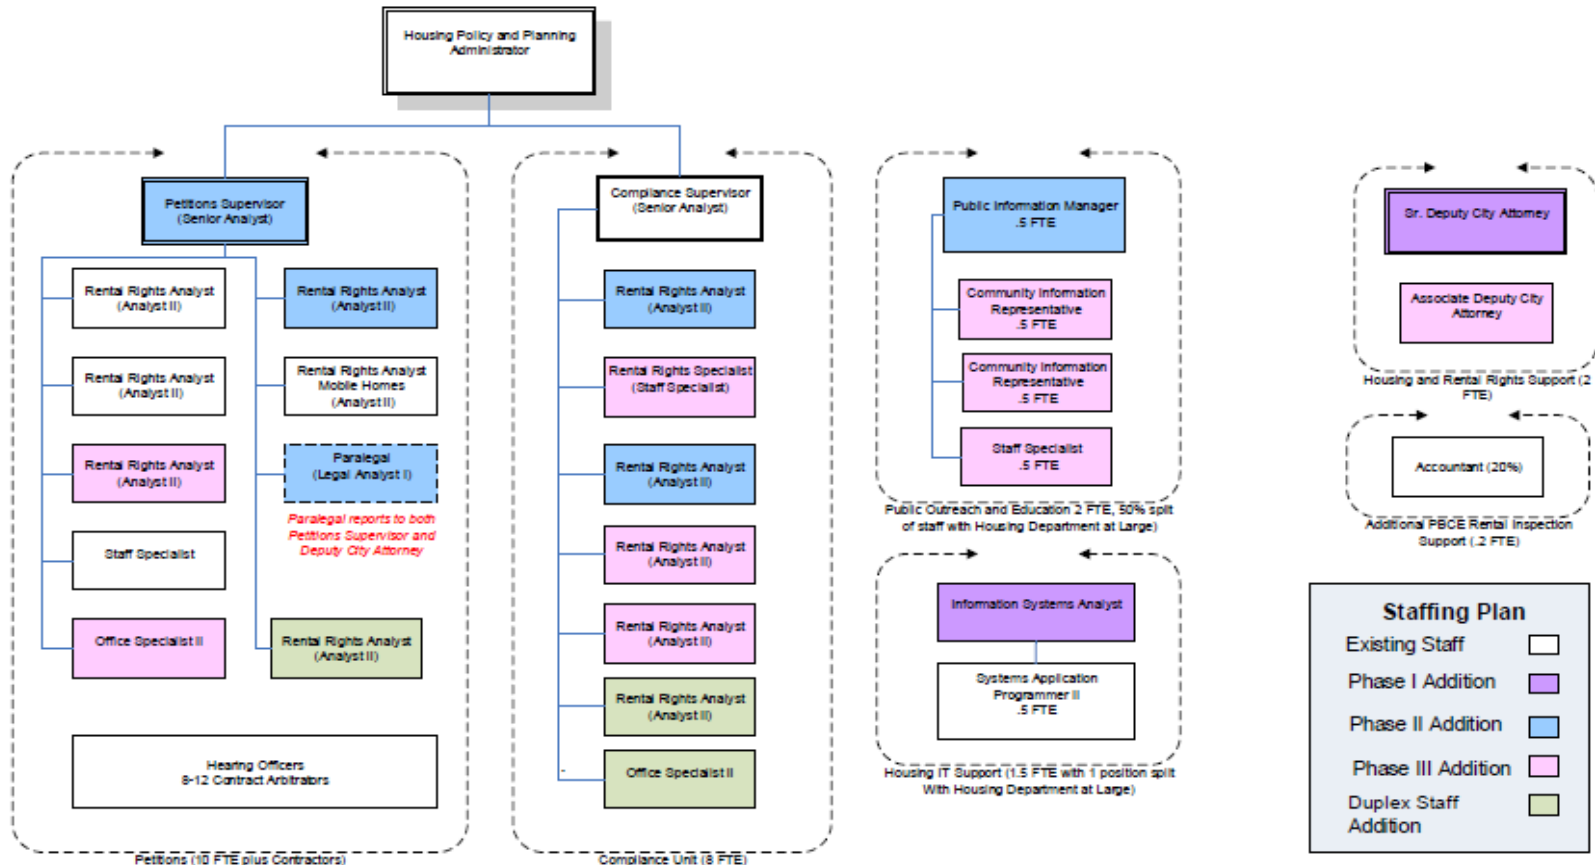 Housing Policy and Planning
Administrator
Petitions Supervisor
(Senior Analyst)
Rental Rights Analyst
(Analyst II)
Rental Rights Analyst
(Analyst II)
Rental Rights Analyst
(Analyst II)
Rental Rights Analyst
Mobile Homes
(Analyst II)
Rental Rights Analyst
(Analyst II)
Paralegal
(Legal Analyst I)
Paralegal reports to both
Petitions Supervisor and
Deputy City Attorney
Staff Specialist
Office Specialist II
Rental Rights Analyst
(Analyst II)
Hearing Officers
8-12 Contract Arbitrators
Petitions (10 FTE plus Contractors)
Compliance Supervisor
(Senior Analyst)
Rental Rights Analyst
(Analyst II)
Rental Rights Specialist
(Staff Specialist)
Rental Rights Analyst
(Analyst II)
Rental Rights Analyst
(Analyst II)
Rental Rights Analyst
(Analyst II)
Rental Rights Analyst
(Analyst II)
Office Specialist II
Compliance Unit (8 FTE)
Public Information Manager
.5 FTE
Community Information
Representative
.5 FTE
Community Information
Representative
.5 FTE
Staff Specialist
.5 FTE
Public Outreach and Education 2 FTE, 50% split
of staff with Housing Department at Large)
Information Systems Analyst
Systems Application
Programmer II
.5 FTE
Housing IT Support (1.5 FTE with 1 position split
With Housing Department at Large)
Sr. Deputy City Attorney
Associate Deputy City
Attorney
Housing and Rental Rights Support (2
FTE)
Accountant (20%)
Additional PBCE Rental Inspection
Support (.2 FTE)
Staffing Plan
Existing Staff
Phase I Addition
Phase II Addition
Phase III Addition
Duplex Staff
Addition